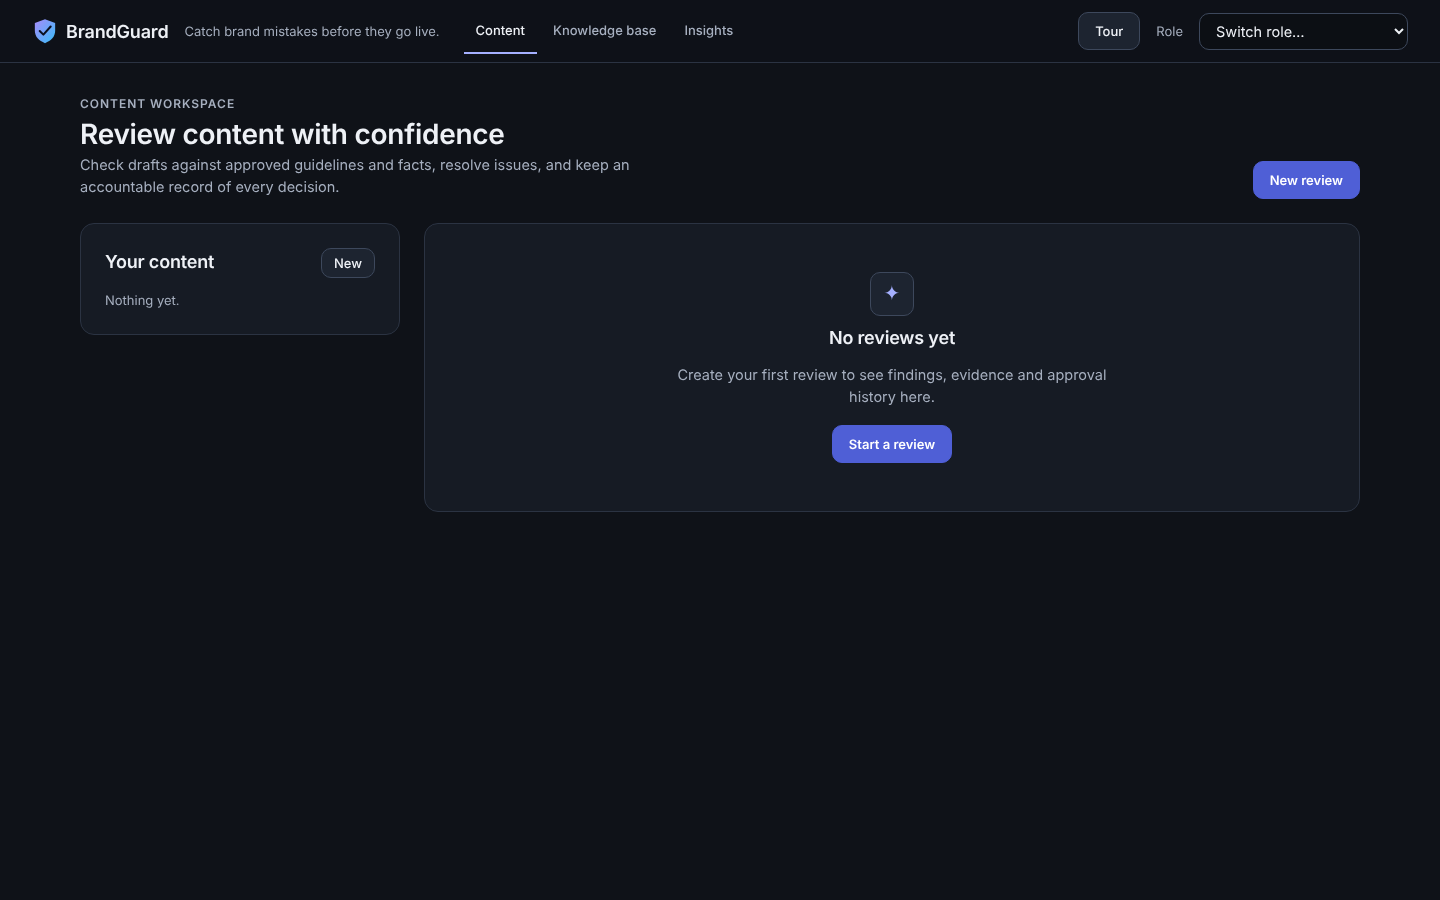 BrandGuard
Catch brand mistakes before they go live.
Content
Knowledge base
Insights
Tour
Role
Switch role...
CONTENT WORKSPACE
Review content with confidence
Check drafts against approved guidelines and facts, resolve issues, and keep an
accountable record of every decision.
New review
Your content
New
Nothing yet.
No reviews yet
Create your first review to see findings, evidence and approval
history here.
Start a review